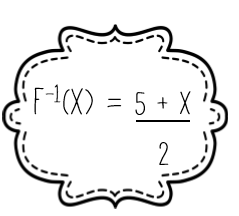 F⁻¹(X) = 5 + X
2